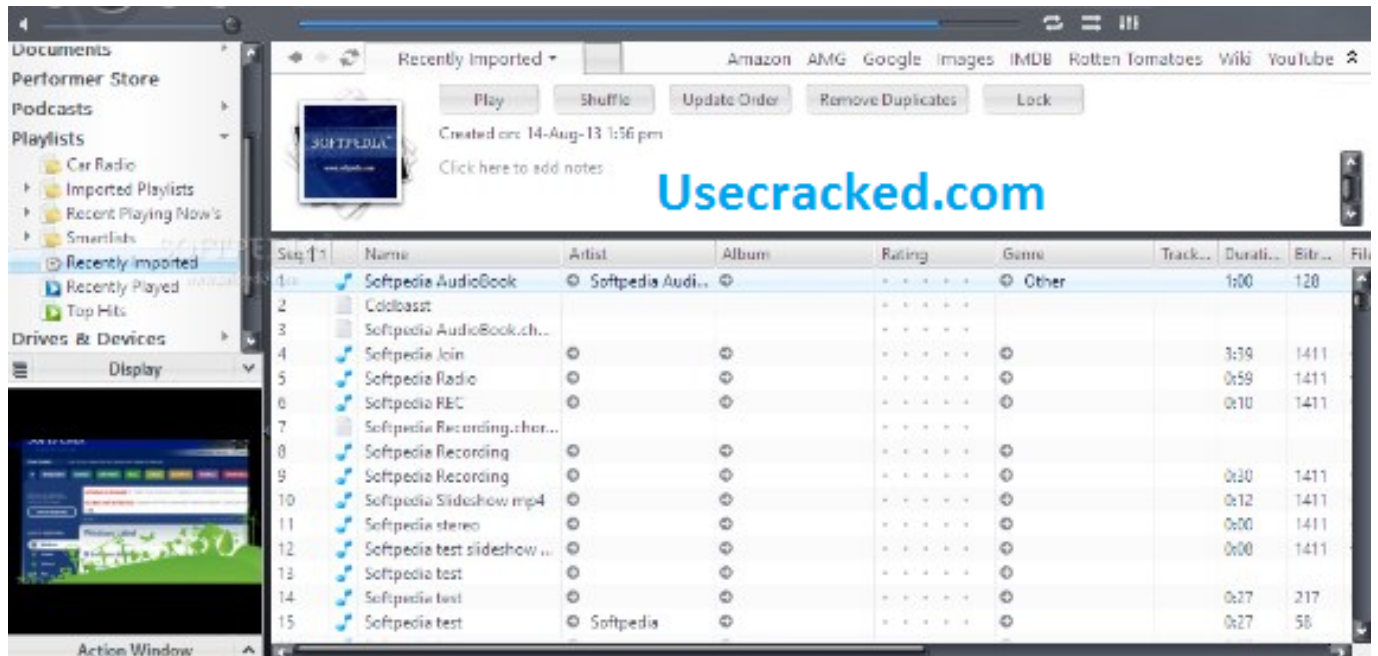 Documents
Performer Store
Podcasts
Playlists
Car Radio
Imported Playlists
Recent Playing Now's
Smartlists
Recently Imported
Recently Played
Top Hits
Drives & Devices
Display
Action Window
Recently Imported
Amazon AMG Google Images IMDB Rotten Tomatoes Wiki YouTube
Play Shuffle Update Order Remove Duplicates Lock
SOFTPEDIA
Created on: 14-Aug-13 1:56 pm
Click here to add notes
Usecracked.com
Seq Name Artist Album Rating Genre Track... Durati... Bitr... File
1 Softpedia AudioBook Softpedia Audi... Other 1:00 128
2 Cddbasst
3 Softpedia AudioBook.ch...
4 Softpedia Join 3:39 1411
5 Softpedia Radio 0:59 1411
6 Softpedia REC 0:10 1411
7 Softpedia Recording.chor...
8 Softpedia Recording
9 Softpedia Recording 0:30 1411
10 Softpedia Slideshow mp4 0:12 1411
11 Softpedia stereo 0:00 1411
12 Softpedia test slideshow ... 0:00 1411
13 Softpedia test
14 Softpedia test 0:27 217
15 Softpedia test Softpedia 0:27 58